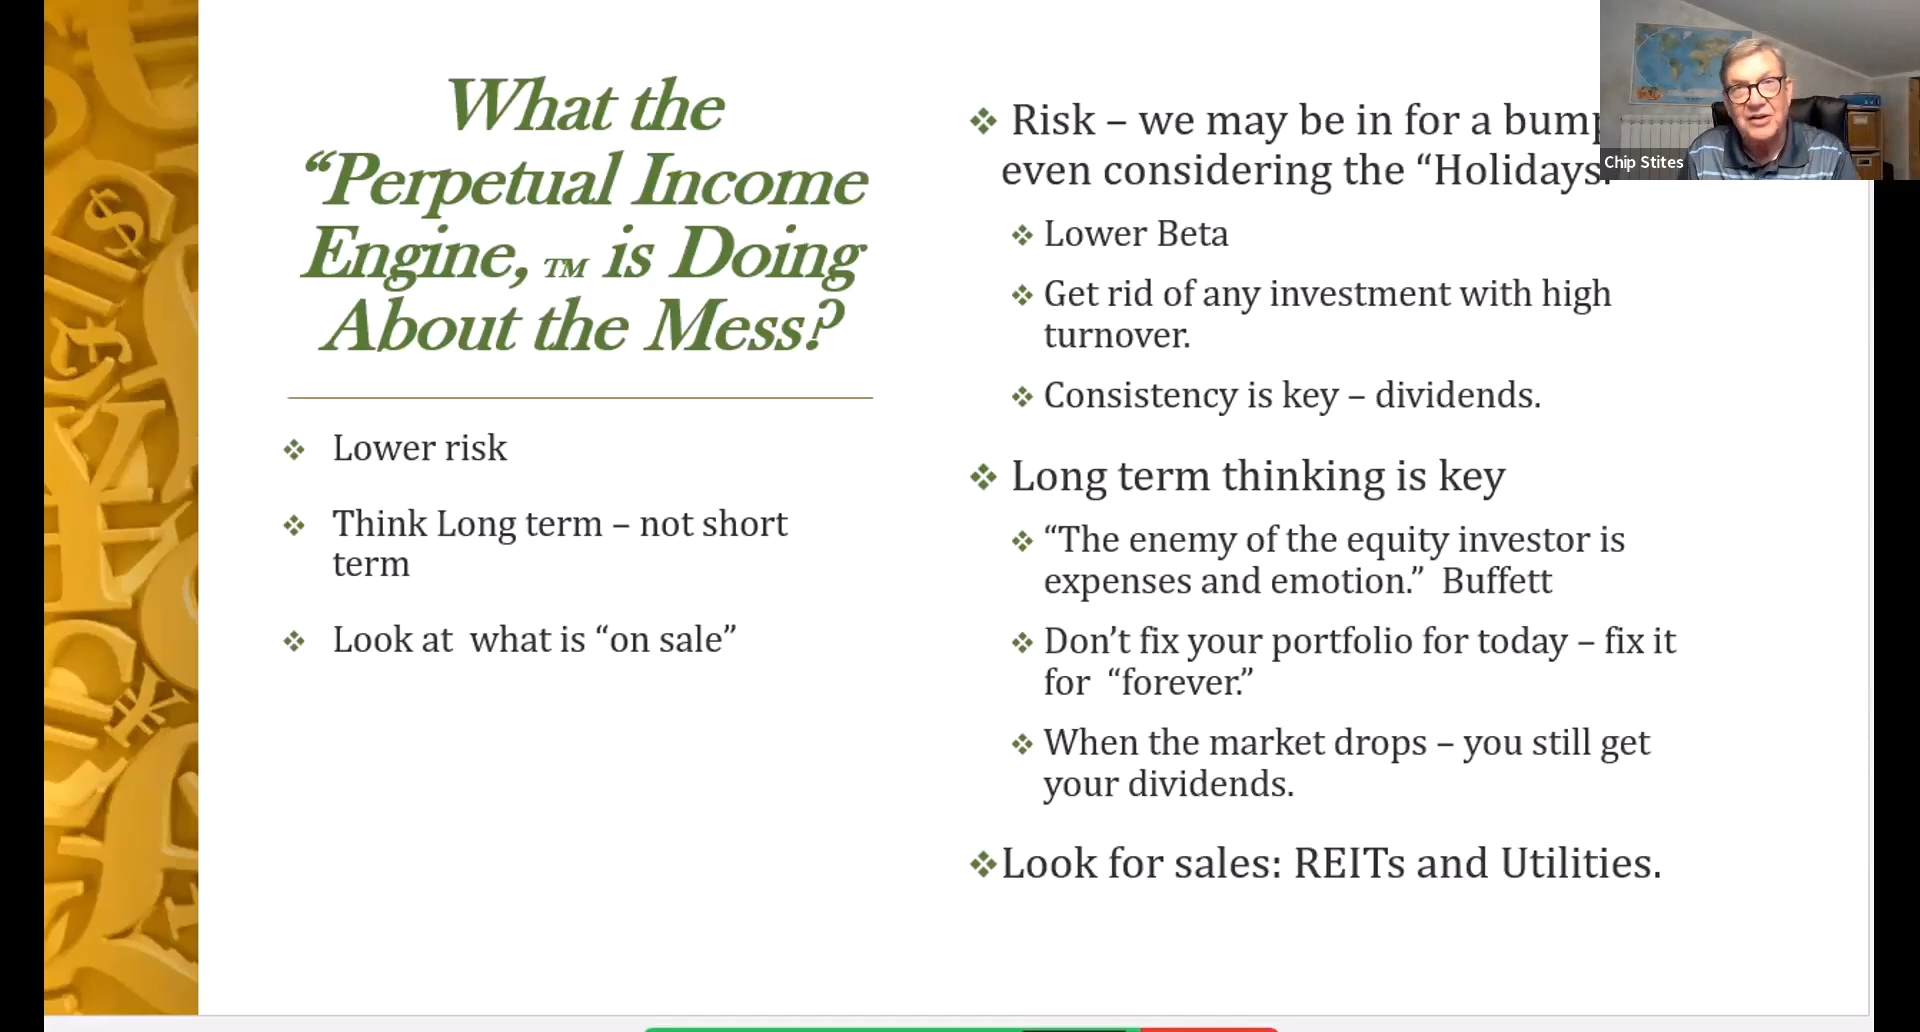 What the
“Perpetual Income
Engine, TM is Doing
About the Mess?
❖ Lower risk
❖ Think Long term – not short
term
❖ Look at what is “on sale”
❖ Risk – we may be in for a
even considering the “Holidays
❖ Lower Beta
❖ Get rid of any investment with high
turnover.
❖ Consistency is key – dividends.
❖ Long term thinking is key
❖ “The enemy of the equity investor is
expenses and emotion.” Buffett
❖ Don’t fix your portfolio for today – fix it
for “forever.”
❖ When the market drops – you still get
your dividends.
❖Look for sales: REITs and Utilities.
Chip Stites